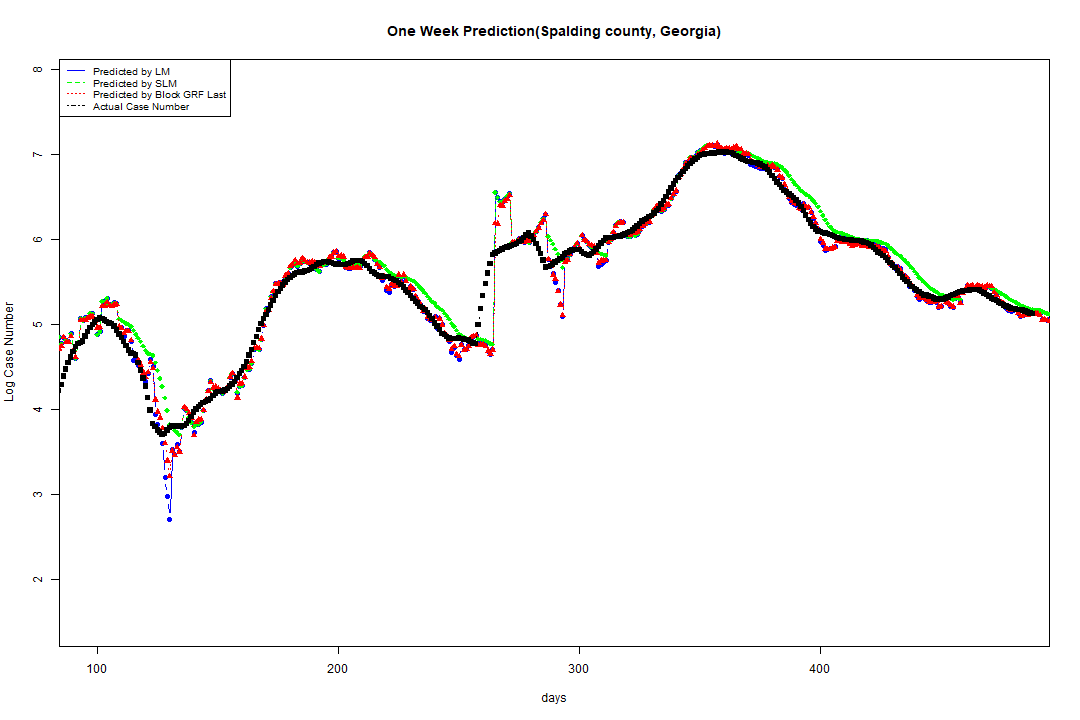 One Week Prediction(Spalding county, Georgia)
Predicted by LM
Predicted by SLM
Predicted by Block GRF Last
Actual Case Number
8
7
6
5
4
3
2
Log Case Number
100 200 300 400
days